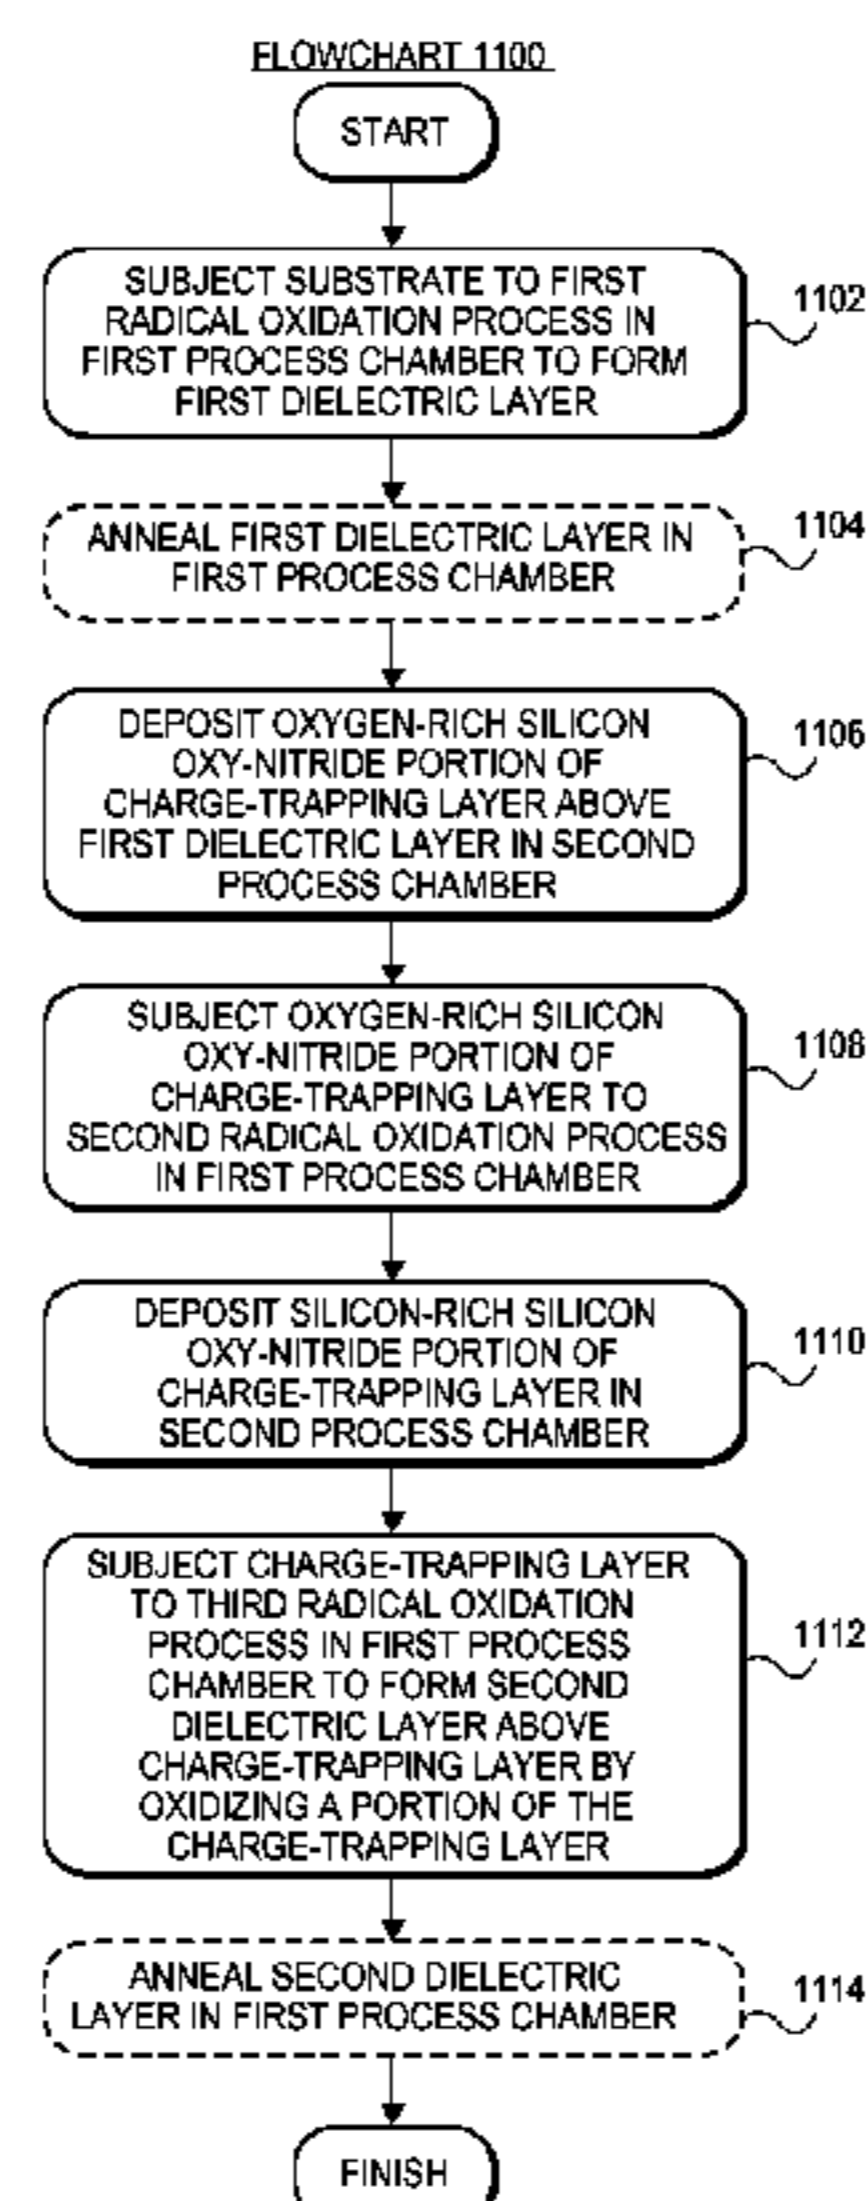 FLOWCHART 1100
START
SUBJECT SUBSTRATE TO FIRST
RADICAL OXIDATION PROCESS IN
FIRST PROCESS CHAMBER TO FORM
FIRST DIELECTRIC LAYER
1102
ANNEAL FIRST DIELECTRIC LAYER IN
FIRST PROCESS CHAMBER
1104
DEPOSIT OXYGEN-RICH SILICON
OXY-NITRIDE PORTION OF
CHARGE-TRAPPING LAYER ABOVE
FIRST DIELECTRIC LAYER IN SECOND
PROCESS CHAMBER
1106
SUBJECT OXYGEN-RICH SILICON
OXY-NITRIDE PORTION OF
CHARGE-TRAPPING LAYER TO
SECOND RADICAL OXIDATION PROCESS
IN FIRST PROCESS CHAMBER
1108
DEPOSIT SILICON-RICH SILICON
OXY-NITRIDE PORTION OF
CHARGE-TRAPPING LAYER IN
SECOND PROCESS CHAMBER
1110
SUBJECT CHARGE-TRAPPING LAYER
TO THIRD RADICAL OXIDATION
PROCESS IN FIRST PROCESS
CHAMBER TO FORM SECOND
DIELECTRIC LAYER ABOVE
CHARGE-TRAPPING LAYER BY
OXIDIZING A PORTION OF THE
CHARGE-TRAPPING LAYER
1112
ANNEAL SECOND DIELECTRIC
LAYER IN FIRST PROCESS CHAMBER
1114
FINISH